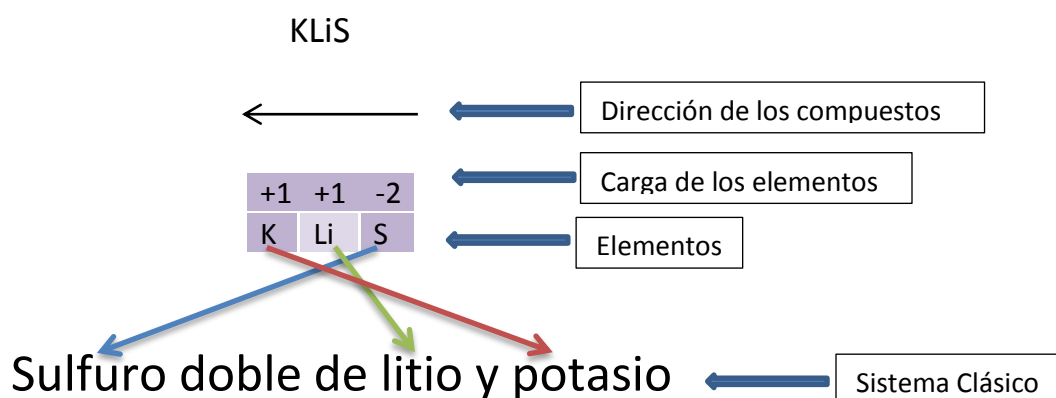 KLiS
Dirección de los compuestos
Carga de los elementos
+1 +1 -2
K Li S
Elementos
Sulfuro doble de litio y potasio
Sistema Clásico